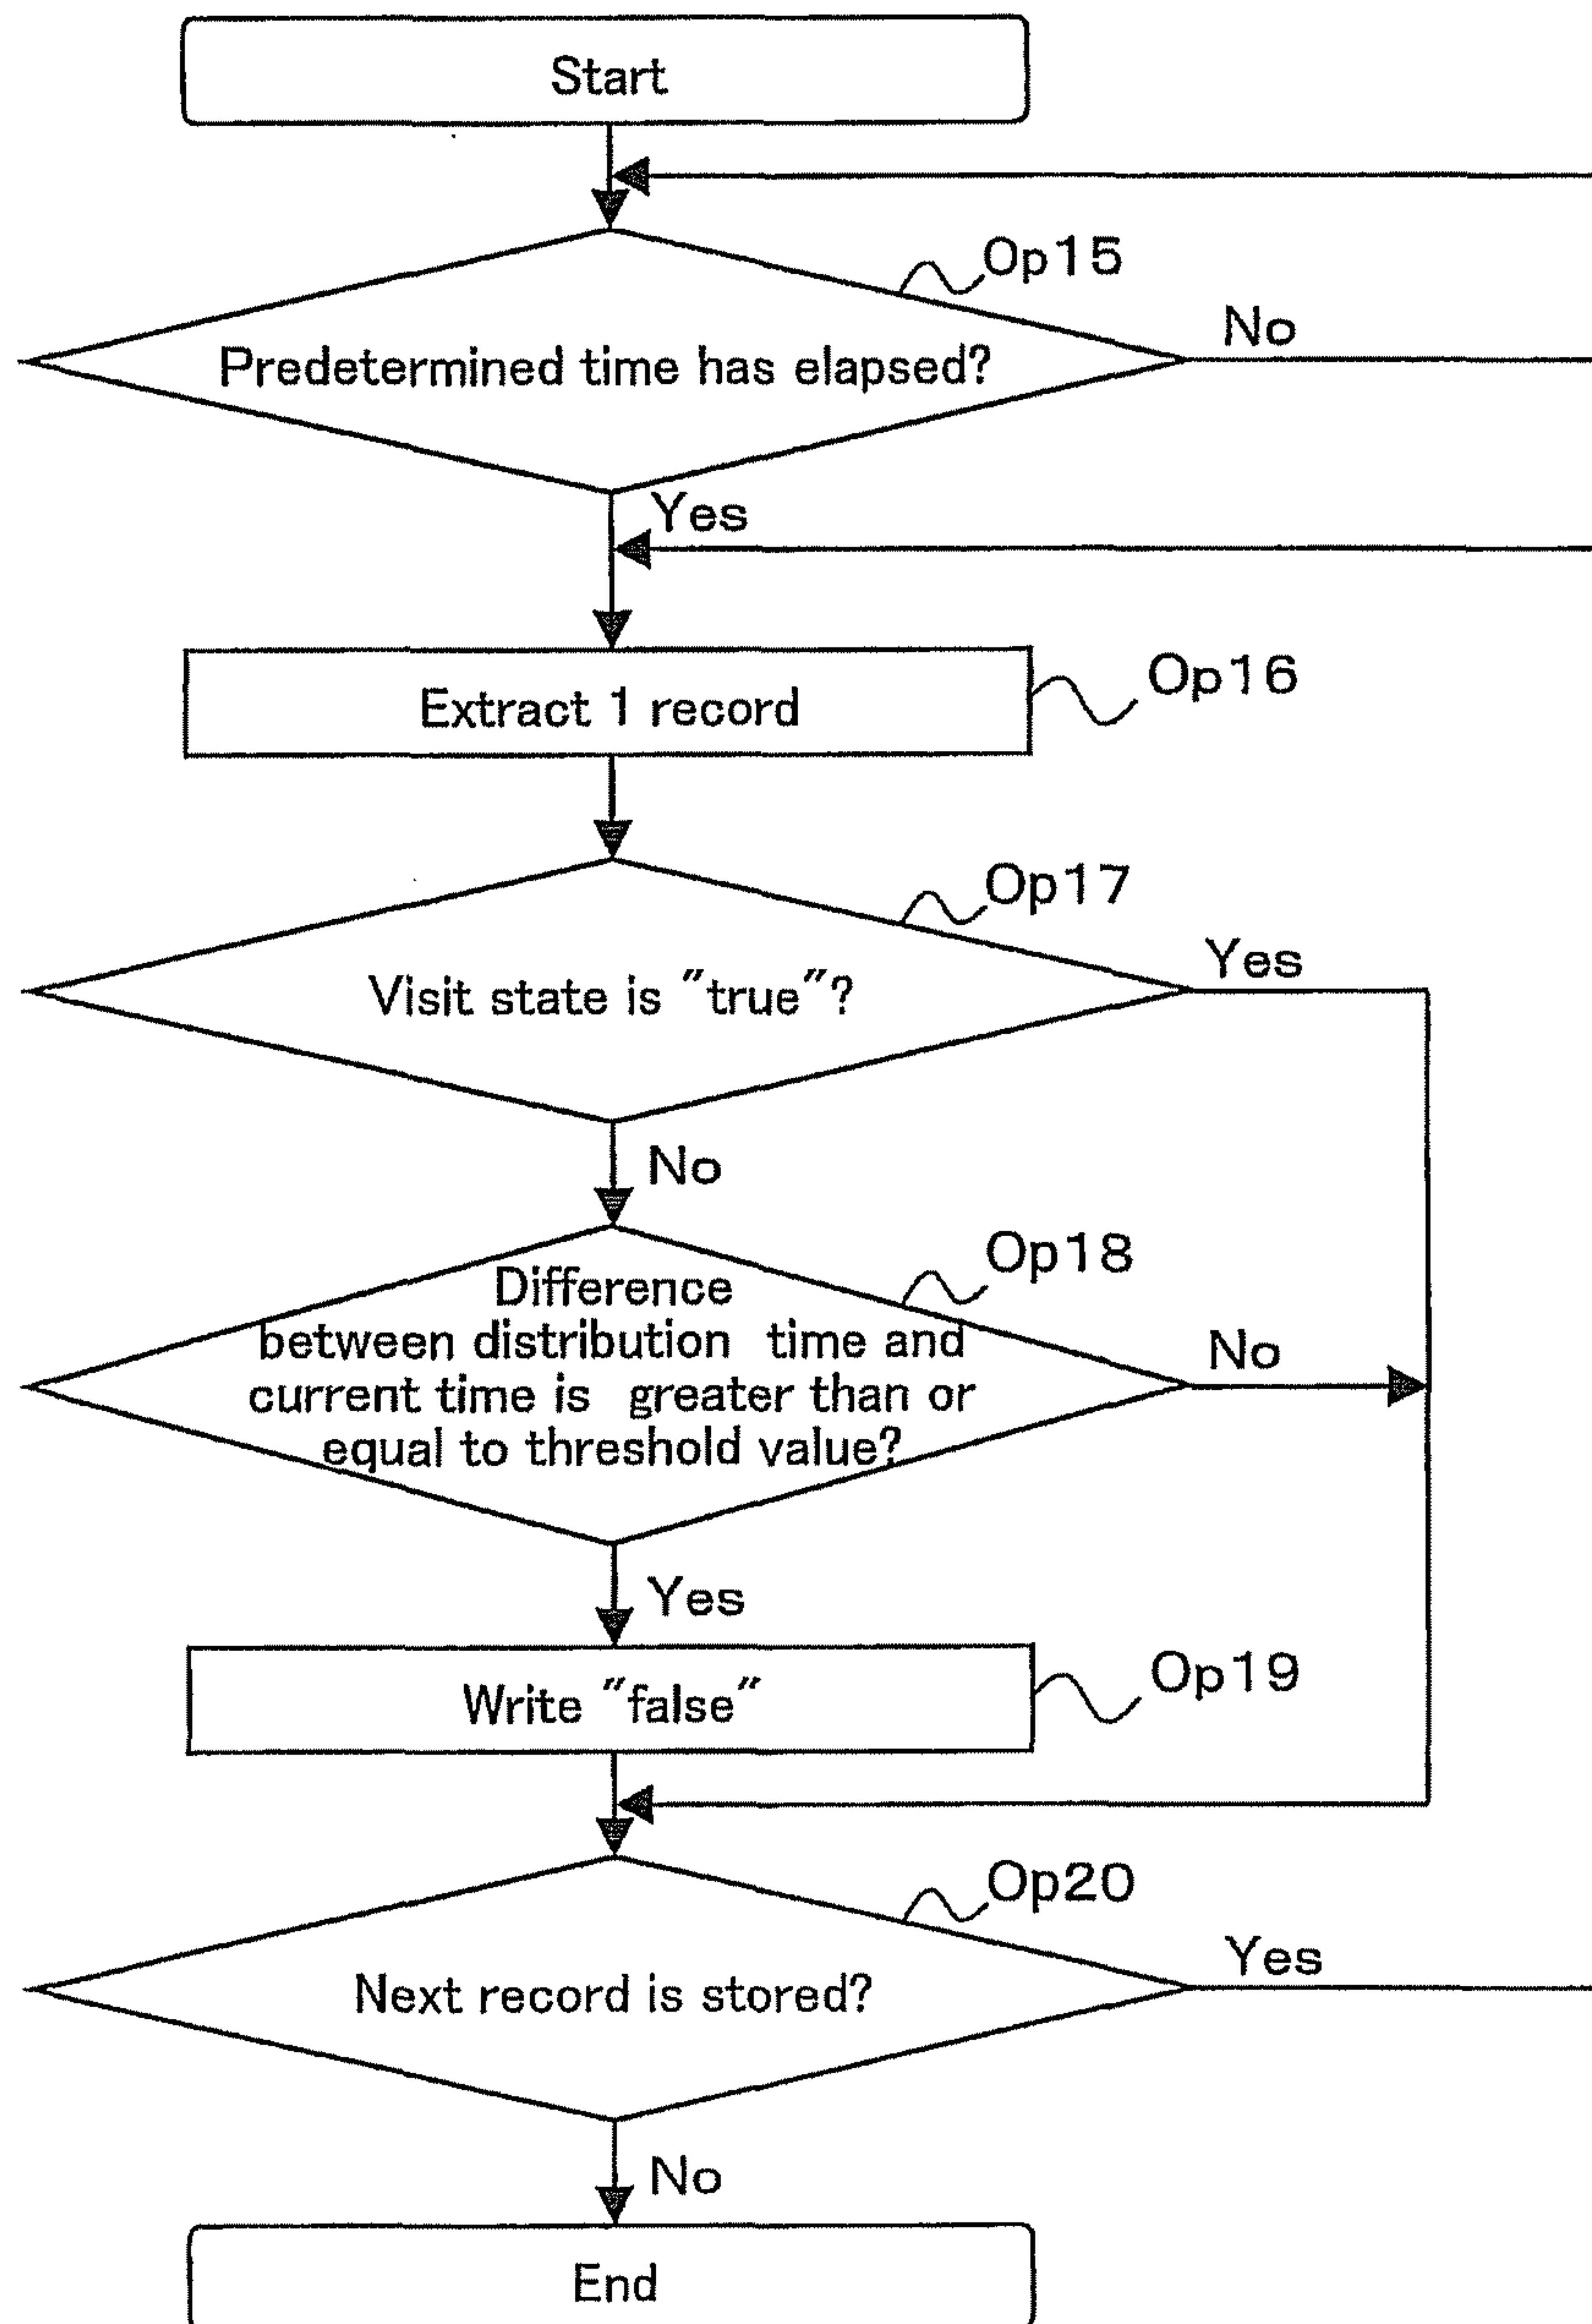 Start
Op15
Predetermined time has elapsed?
No
Yes
Extract 1 record
Op16
Op17
Visit state is "true"?
Yes
No
Op18
Difference
between distribution time and
current time is greater than or
equal to threshold value?
No
Yes
Write "false"
Op19
Op20
Next record is stored?
Yes
No
End